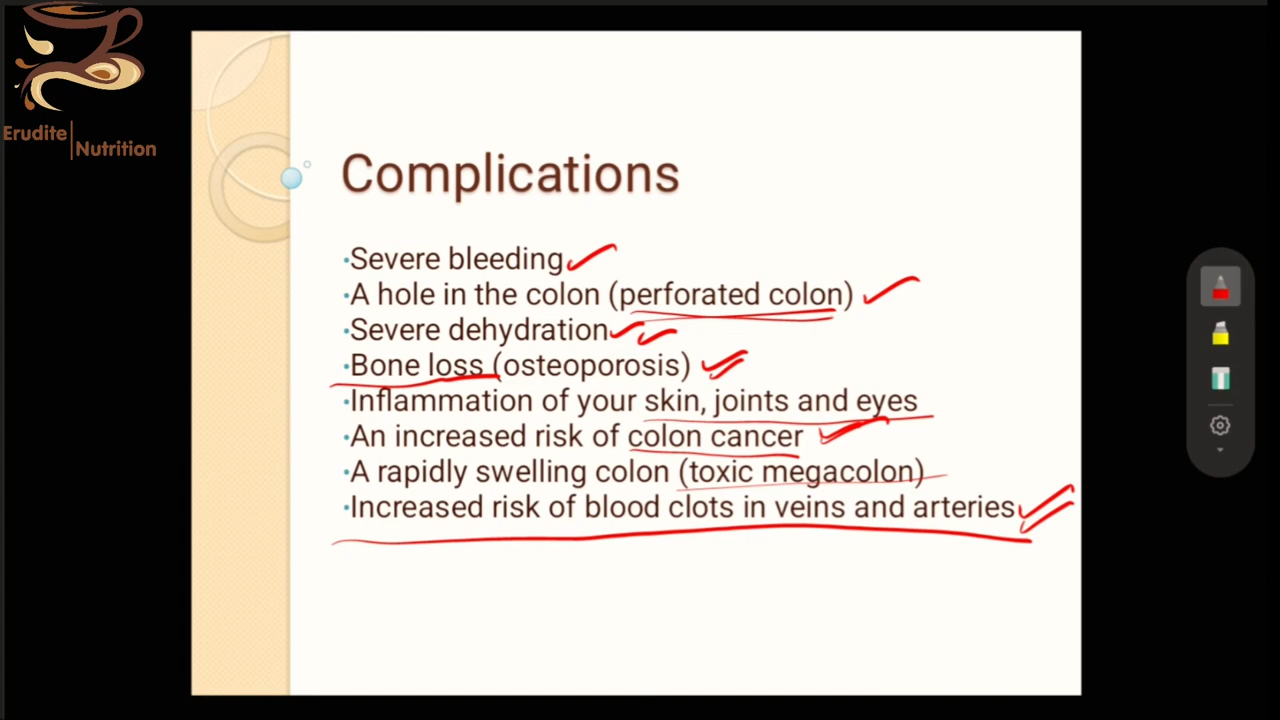 Erudite
Nutrition
Complications
•Severe bleeding
•A hole in the colon (perforated colon)
•Severe dehydration
•Bone loss (osteoporosis)
•Inflammation of your skin, joints and eyes
•An increased risk of colon cancer
•A rapidly swelling colon (toxic megacolon)
•Increased risk of blood clots in veins and arteries